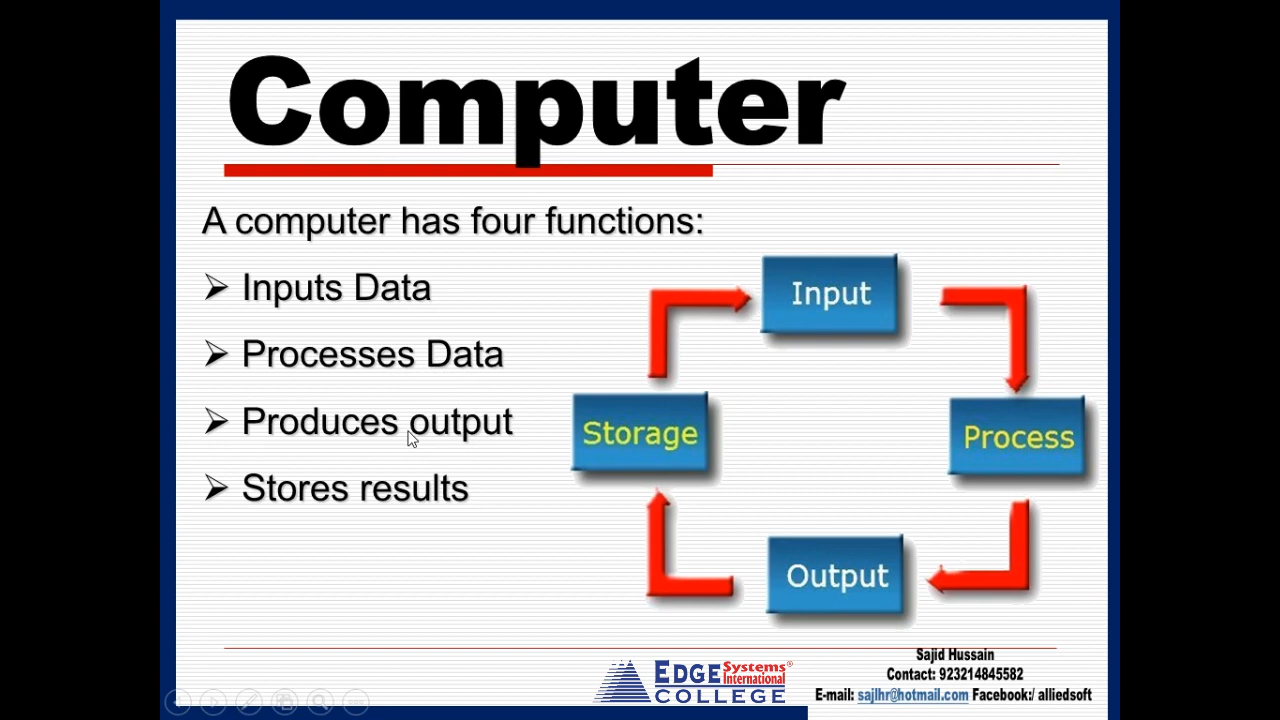 Computer
A computer has four functions:
Inputs Data
Processes Data
Produces output
Stores results
Input
Storage
Process
Output
EDGE Systems International®
COLLEGE
Sajid Hussain
Contact: 923214845582
E-mail: sajlhr@hotmail.com Facebook:/ alliedsoft